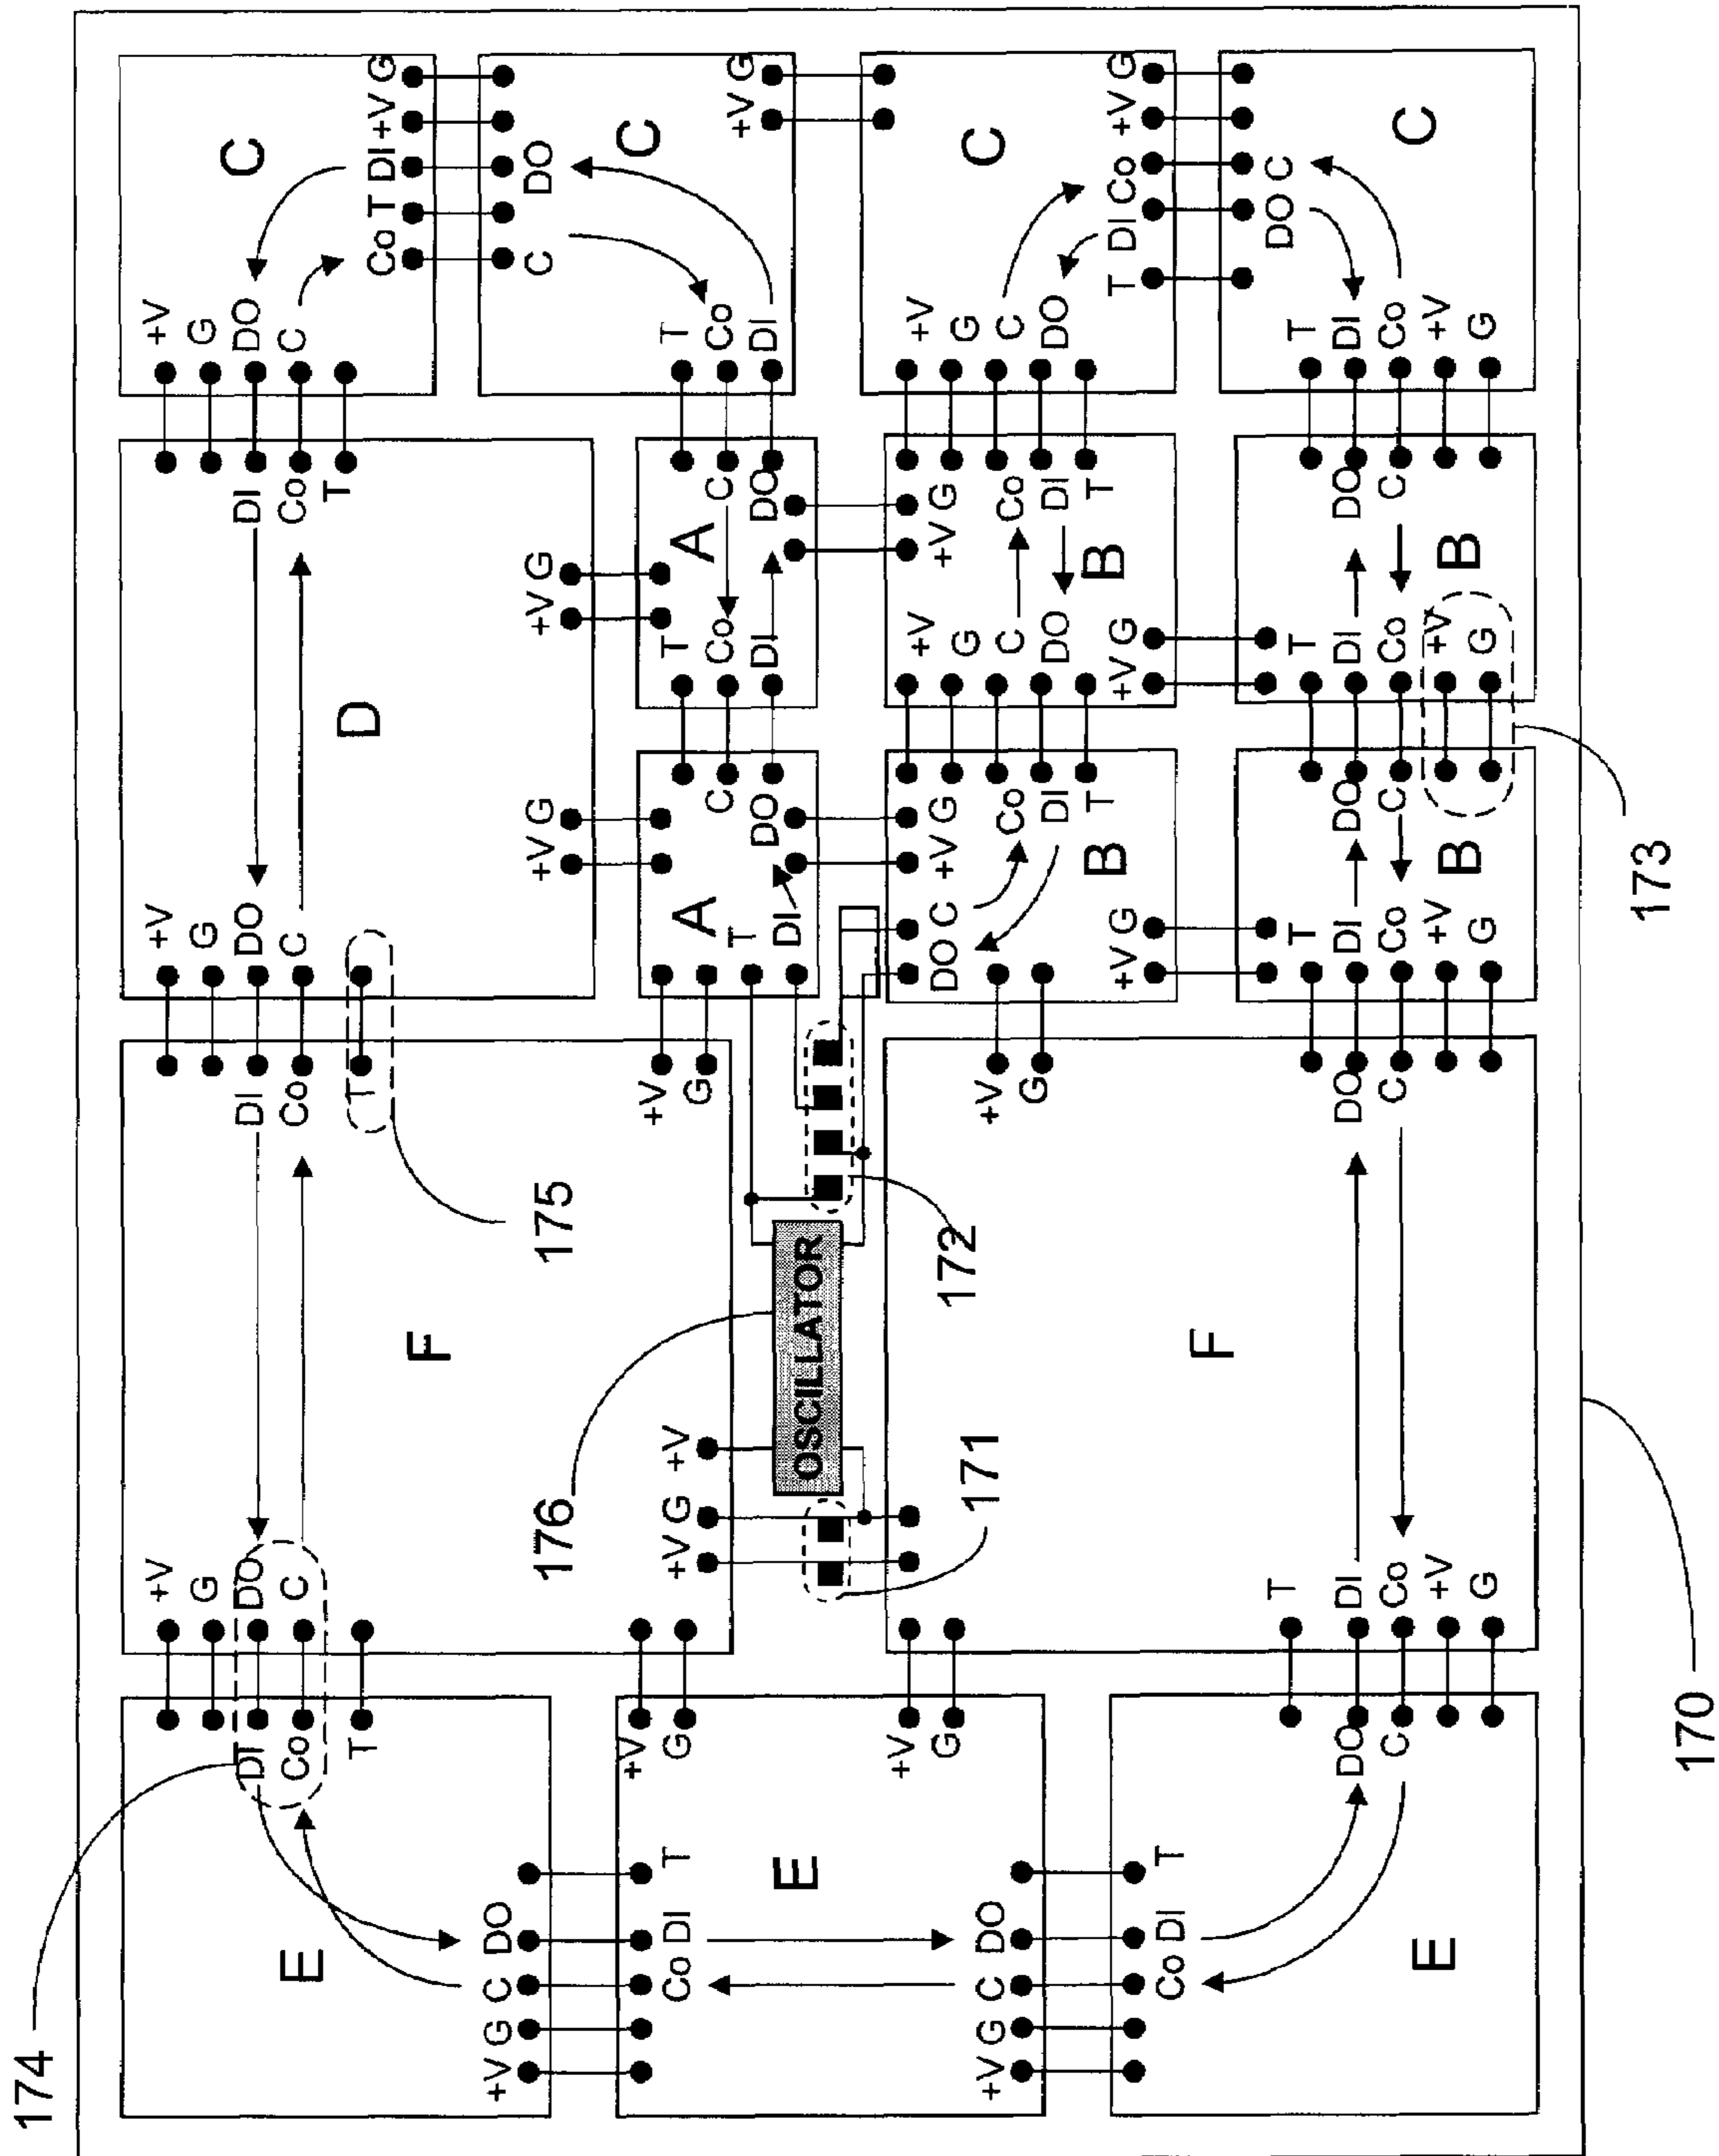 174
DI
Co
T
E
+V G C DO
+V
G
DO
C
F
DI
Co
T
175
+V G +V
+V
G
+V
G
DO
C
D
DI
Co
T
+V G
+V G
+V
G
DO
C
C
Co T DI +V G
C DO
C
T
Co
DI
+V G
+V
G
+V
G
Co DI T
E
+V G C DO
176
OSCILLATOR
171
172
A
T
DI
C
DO
T
Co
DI
A
C
DO
DO C +V G
Co
DI
T
B
+V G
+V G
+V
G
C
DO
Co
DI
T
B
+V G
+V
G
C
DO
C
T DI Co +V G
Co DI T
E
DO
C
+V
G
F
T
DI
Co
+V
G
DO
C
T
DI
Co
+V
G
B
DO
C
T
DI
Co
+V
G
B
DO
C
DO C
C
T
DI
Co
+V
G
173
170